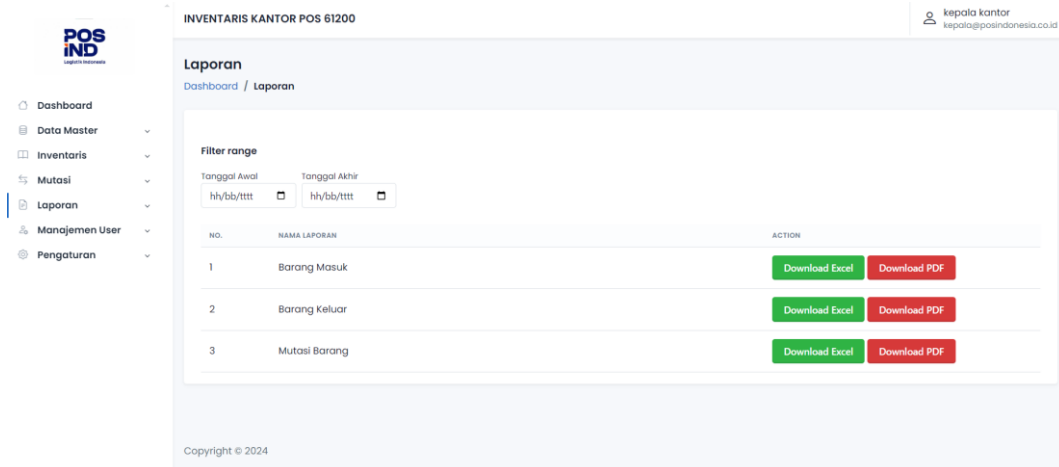 POS
IND
Logistik Indonesia
Dashboard
Data Master
Inventaris
Mutasi
Laporan
Manajemen User
Pengaturan
INVENTARIS KANTOR POS 61200
kepala kantor
kepala@posindonesia.co.id
Laporan
Dashboard / Laporan
Filter range
Tanggal Awal Tanggal Akhir
hh/bb/tttt hh/bb/tttt
NO. NAMA LAPORAN ACTION
1 Barang Masuk Download Excel Download PDF
2 Barang Keluar Download Excel Download PDF
3 Mutasi Barang Download Excel Download PDF
Copyright © 2024